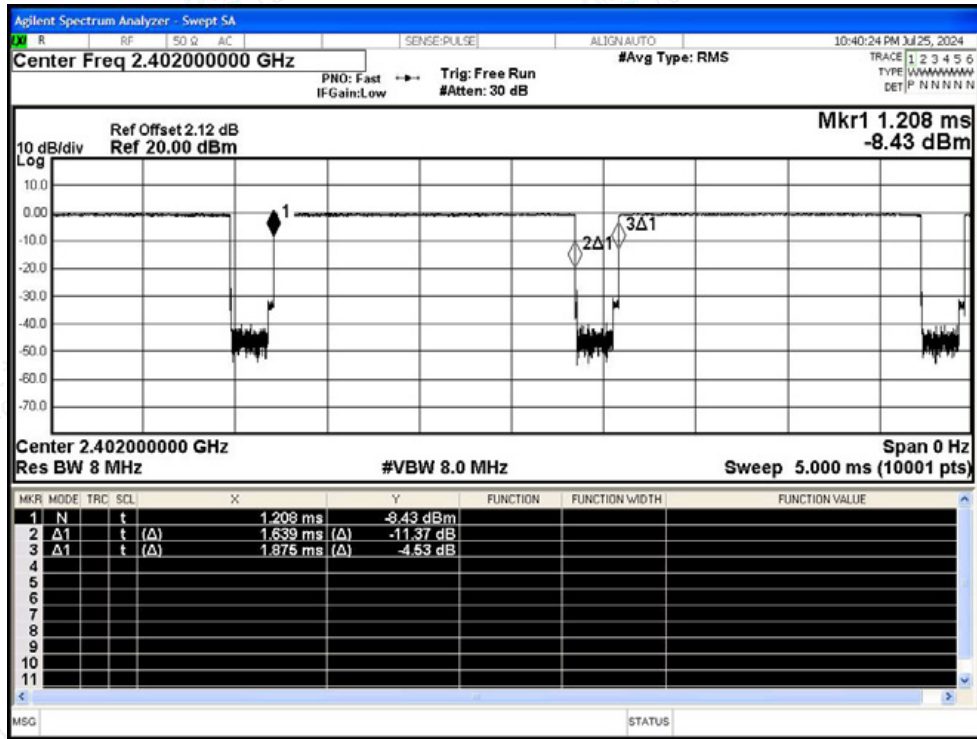 Agilent Spectrum Analyzer - Swept SA
R RF 50 Ω AC SENSE:PULSE ALIGN AUTO 10:40:24 PM Jul 25, 2024
Center Freq 2.402000000 GHz
#Avg Type: RMS
TRACE 1 2 3 4 5 6
PNO: Fast Trig: Free Run
TYPE WWWWWW
IFGain:Low #Atten: 30 dB
DET P N N N N N
Mkr1 1.208 ms
-8.43 dBm
Ref Offset 2.12 dB
10 dB/div Ref 20.00 dBm
Log
10.0
0.00
-10.0
-20.0
-30.0
-40.0
-50.0
-60.0
-70.0
1
2Δ1
3Δ1
Center 2.402000000 GHz Span 0 Hz
Res BW 8 MHz #VBW 8.0 MHz Sweep 5.000 ms (10001 pts)
MKR MODE TRC SCL X Y FUNCTION FUNCTION WIDTH FUNCTION VALUE
1 N t 1.208 ms -8.43 dBm
2 Δ1 t (Δ) 1.639 ms (Δ) -11.37 dB
3 Δ1 t (Δ) 1.875 ms (Δ) -4.53 dB
4
5
6
7
8
9
10
11
MSG STATUS